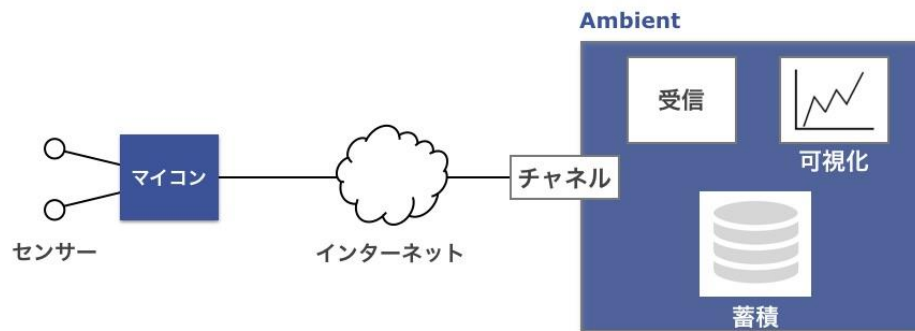 Ambient
受信
可視化
マイコン
チャネル
センサー
インターネット
蓄積